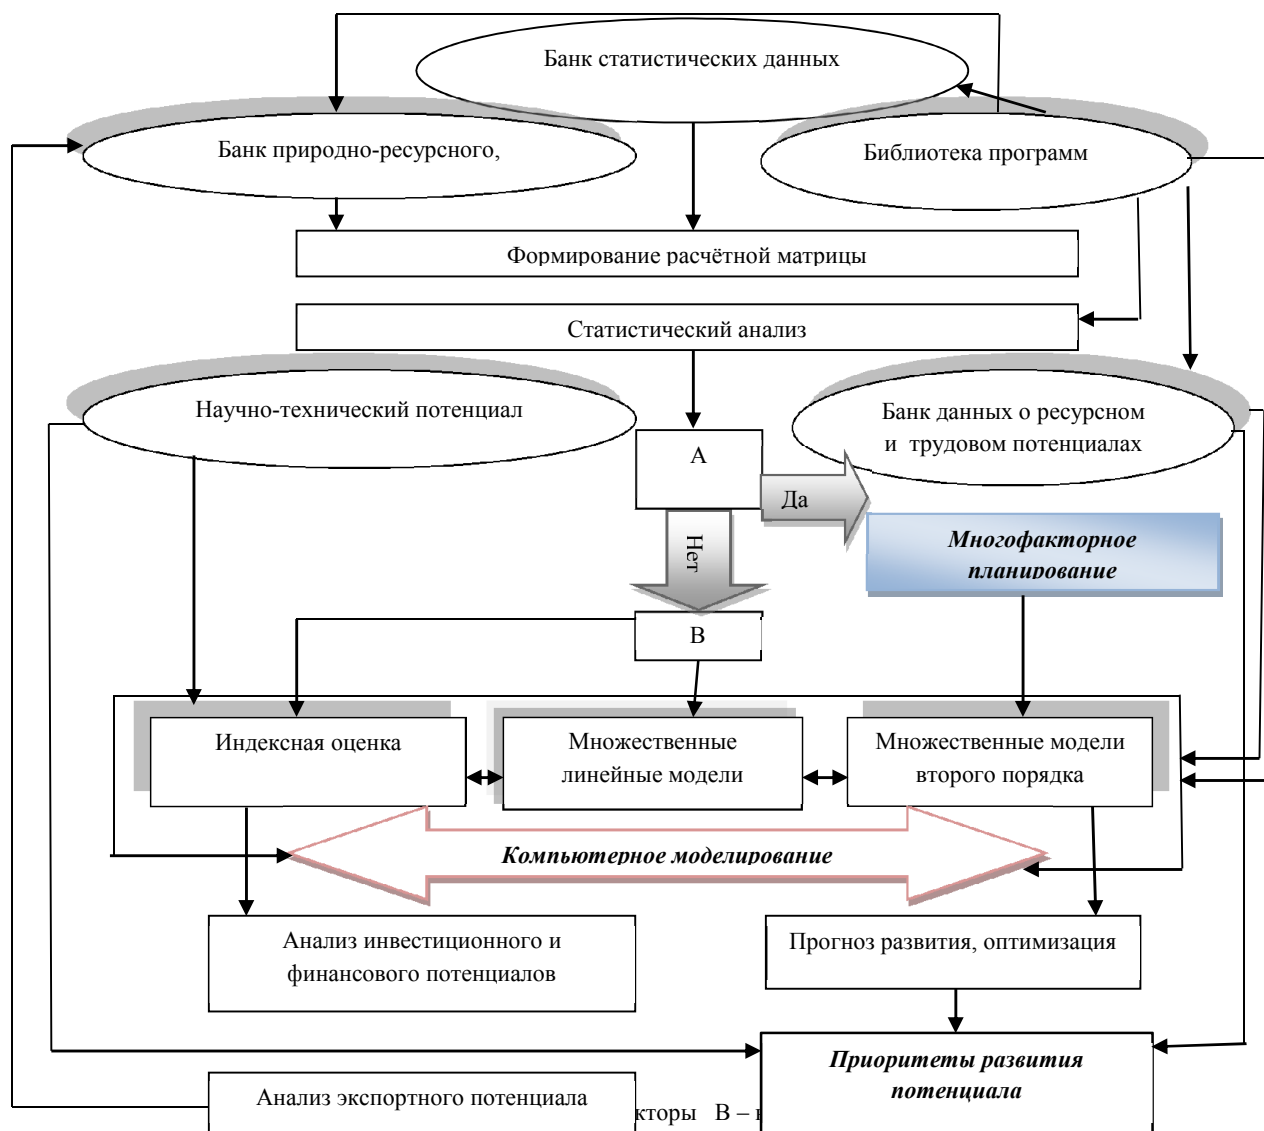 Банк статистических данных
Банк природно-ресурсного,
Библиотека программ
Формирование расчётной матрицы
Статистический анализ
Научно-технический потенциал
Банк данных о ресурсном
и трудовом потенциалах
А
Да
Нет
Многофакторное
планирование
В
Индексная оценка
Множественные
линейные модели
Множественные модели
второго порядка
Компьютерное моделирование
Анализ инвестиционного и
финансового потенциалов
Прогноз развития, оптимизация
Приоритеты развития
потенциала
Анализ экспортного потенциала
кторы В –